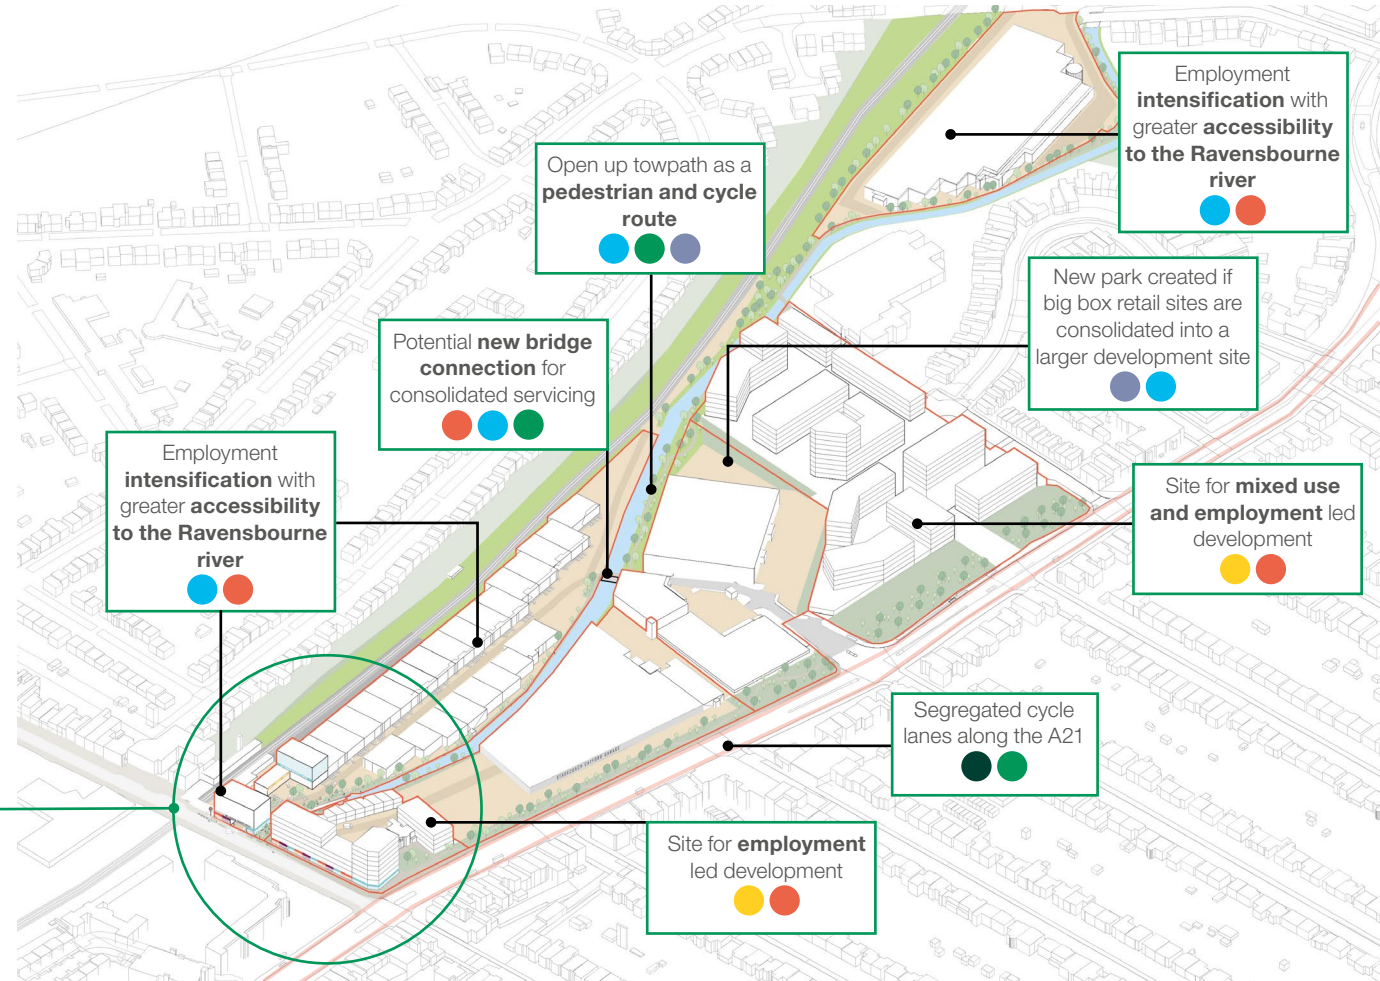 Employment
intensification with
greater accessibility
to the Ravensbourne
river
Open up towpath as a
pedestrian and cycle
route
New park created if
big box retail sites are
consolidated into a
larger development site
Potential new bridge
connection for
consolidated servicing
Employment
intensification with
greater accessibility
to the Ravensbourne
river
Site for mixed use
and employment led
development
Segregated cycle
lanes along the A21
Site for employment
led development